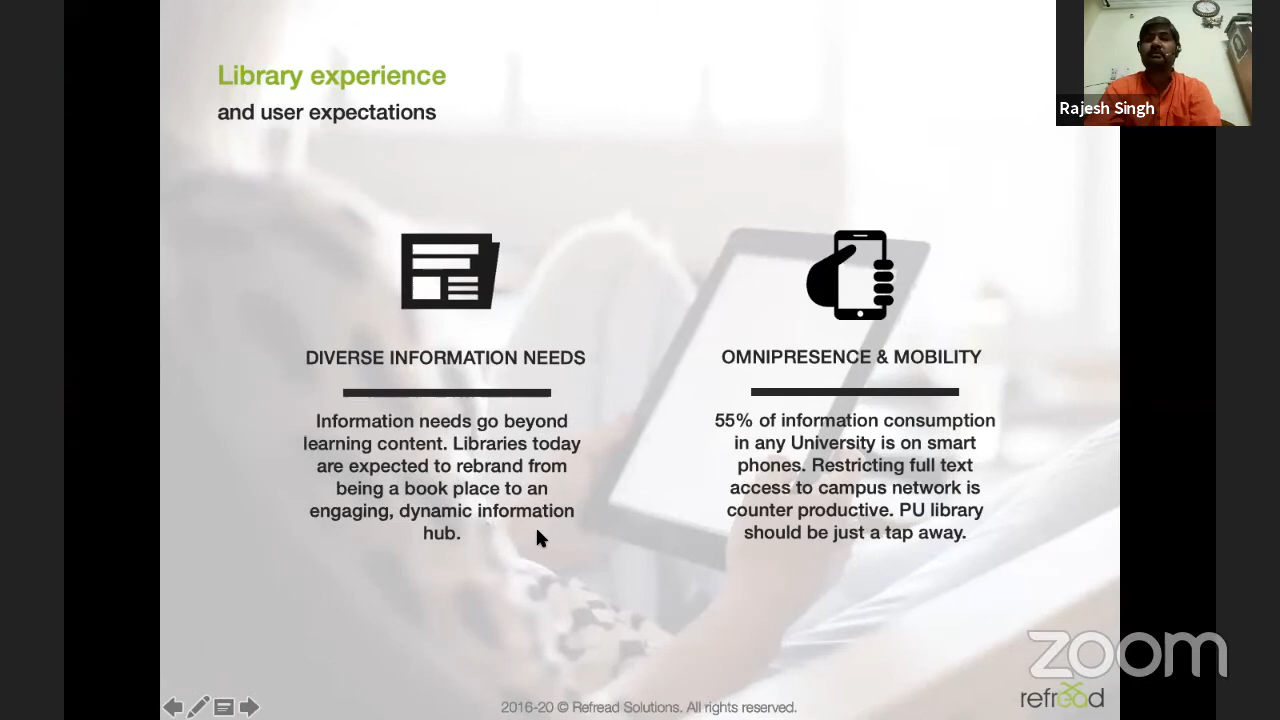 Library experience
and user expectations
Rajesh Singh
DIVERSE INFORMATION NEEDS
Information needs go beyond
learning content. Libraries today
are expected to rebrand from
being a book place to an
engaging, dynamic information
hub.
OMNIPRESENCE & MOBILITY
55% of information consumption
in any University is on smart
phones. Restricting full text
access to campus network is
counter productive. PU library
should be just a tap away.
zoom
refread
2016-20 © Refread Solutions. All rights reserved.